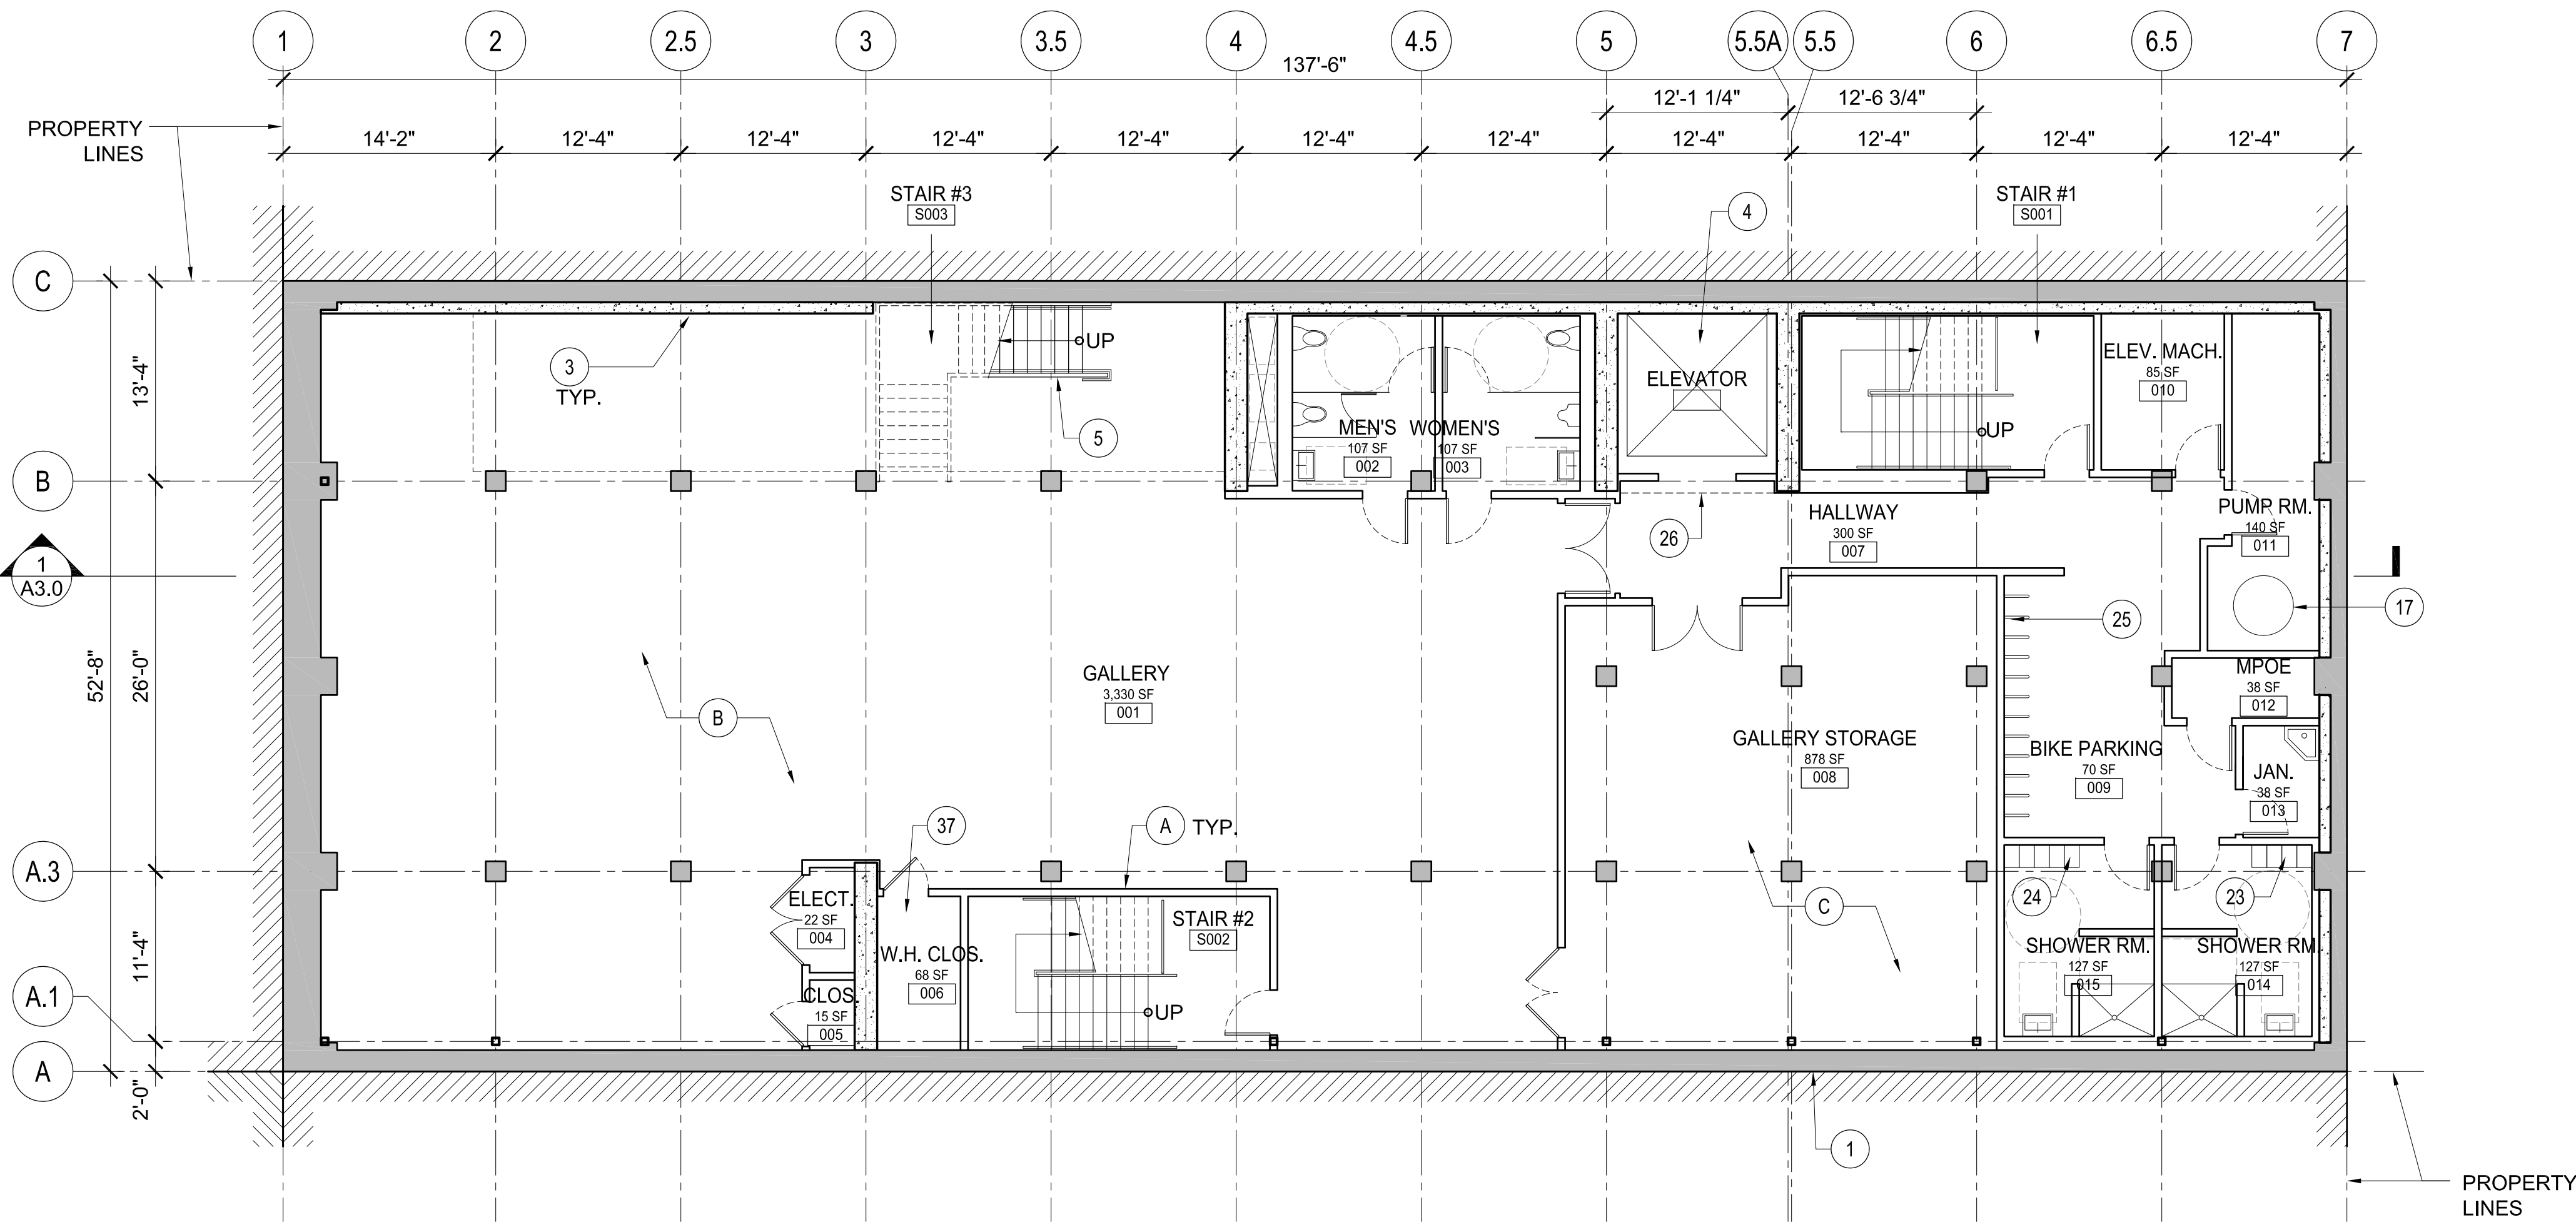 1 2 2.5 3 3.5 4 4.5 5 5.5A 5.5 6 6.5 7
137'-6"
12'-1 1/4" 12'-6 3/4"
PROPERTY
LINES
14'-2" 12'-4" 12'-4" 12'-4" 12'-4" 12'-4" 12'-4" 12'-4" 12'-4" 12'-4" 12'-4"
STAIR #3
S003
4
STAIR #1
S001
C
13'-4"
3
TYP.
UP
5
ELEVATOR
MEN'S
107 SF
002
WOMEN'S
107 SF
003
UP
ELEV. MACH.
85 SF
010
B
1
A3.0
26
HALLWAY
300 SF
007
PUMP RM.
140 SF
011
17
25
52'-8"
26'-0"
GALLERY
3,330 SF
001
B
MPOE
38 SF
012
GALLERY STORAGE
878 SF
008
BIKE PARKING
70 SF
009
JAN.
38 SF
013
37
A TYP.
A.3
11'-4"
ELECT.
22 SF
004
STAIR #2
S002
C
24
23
W.H. CLOS.
68 SF
006
SHOWER RM.
127 SF
015
SHOWER RM
127 SF
014
A.1
CLOS.
15 SF
005
UP
A
2'-0"
1
PROPERTY
LINES